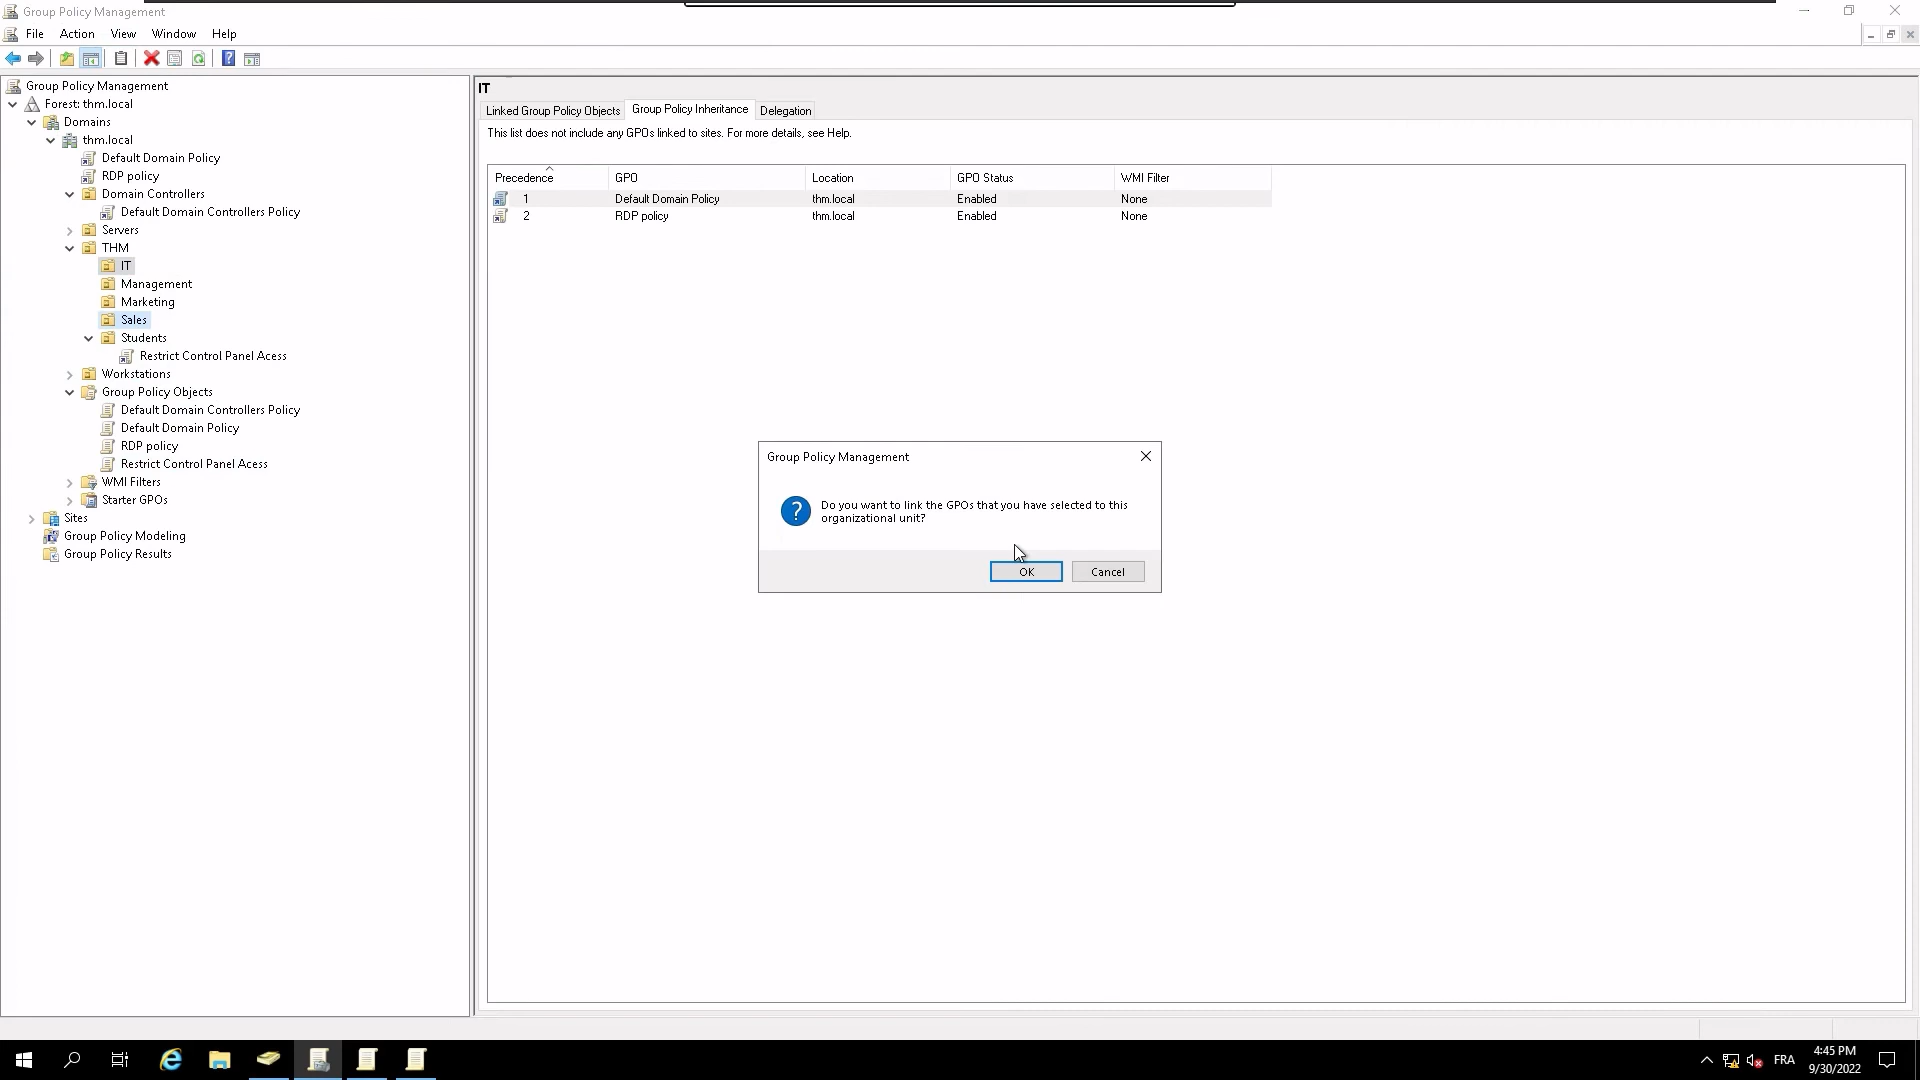 Group Policy Management
File Action View Window Help
Group Policy Management
Forest: thm.local
Domains
thm.local
Default Domain Policy
RDP policy
Domain Controllers
Default Domain Controllers Policy
Servers
THM
IT
Management
Marketing
Sales
Students
Restrict Control Panel Acess
Workstations
Group Policy Objects
Default Domain Controllers Policy
Default Domain Policy
RDP policy
Restrict Control Panel Acess
WMI Filters
Starter GPOs
Sites
Group Policy Modeling
Group Policy Results
IT
Linked Group Policy Objects Group Policy Inheritance Delegation
This list does not include any GPOs linked to sites. For more details, see Help.
Precedence GPO Location GPO Status WMI Filter
1 Default Domain Policy thm.local Enabled None
2 RDP policy thm.local Enabled None
Group Policy Management
Do you want to link the GPOs that you have selected to this
organizational unit?
OK Cancel
FRA
4:45 PM
9/30/2022